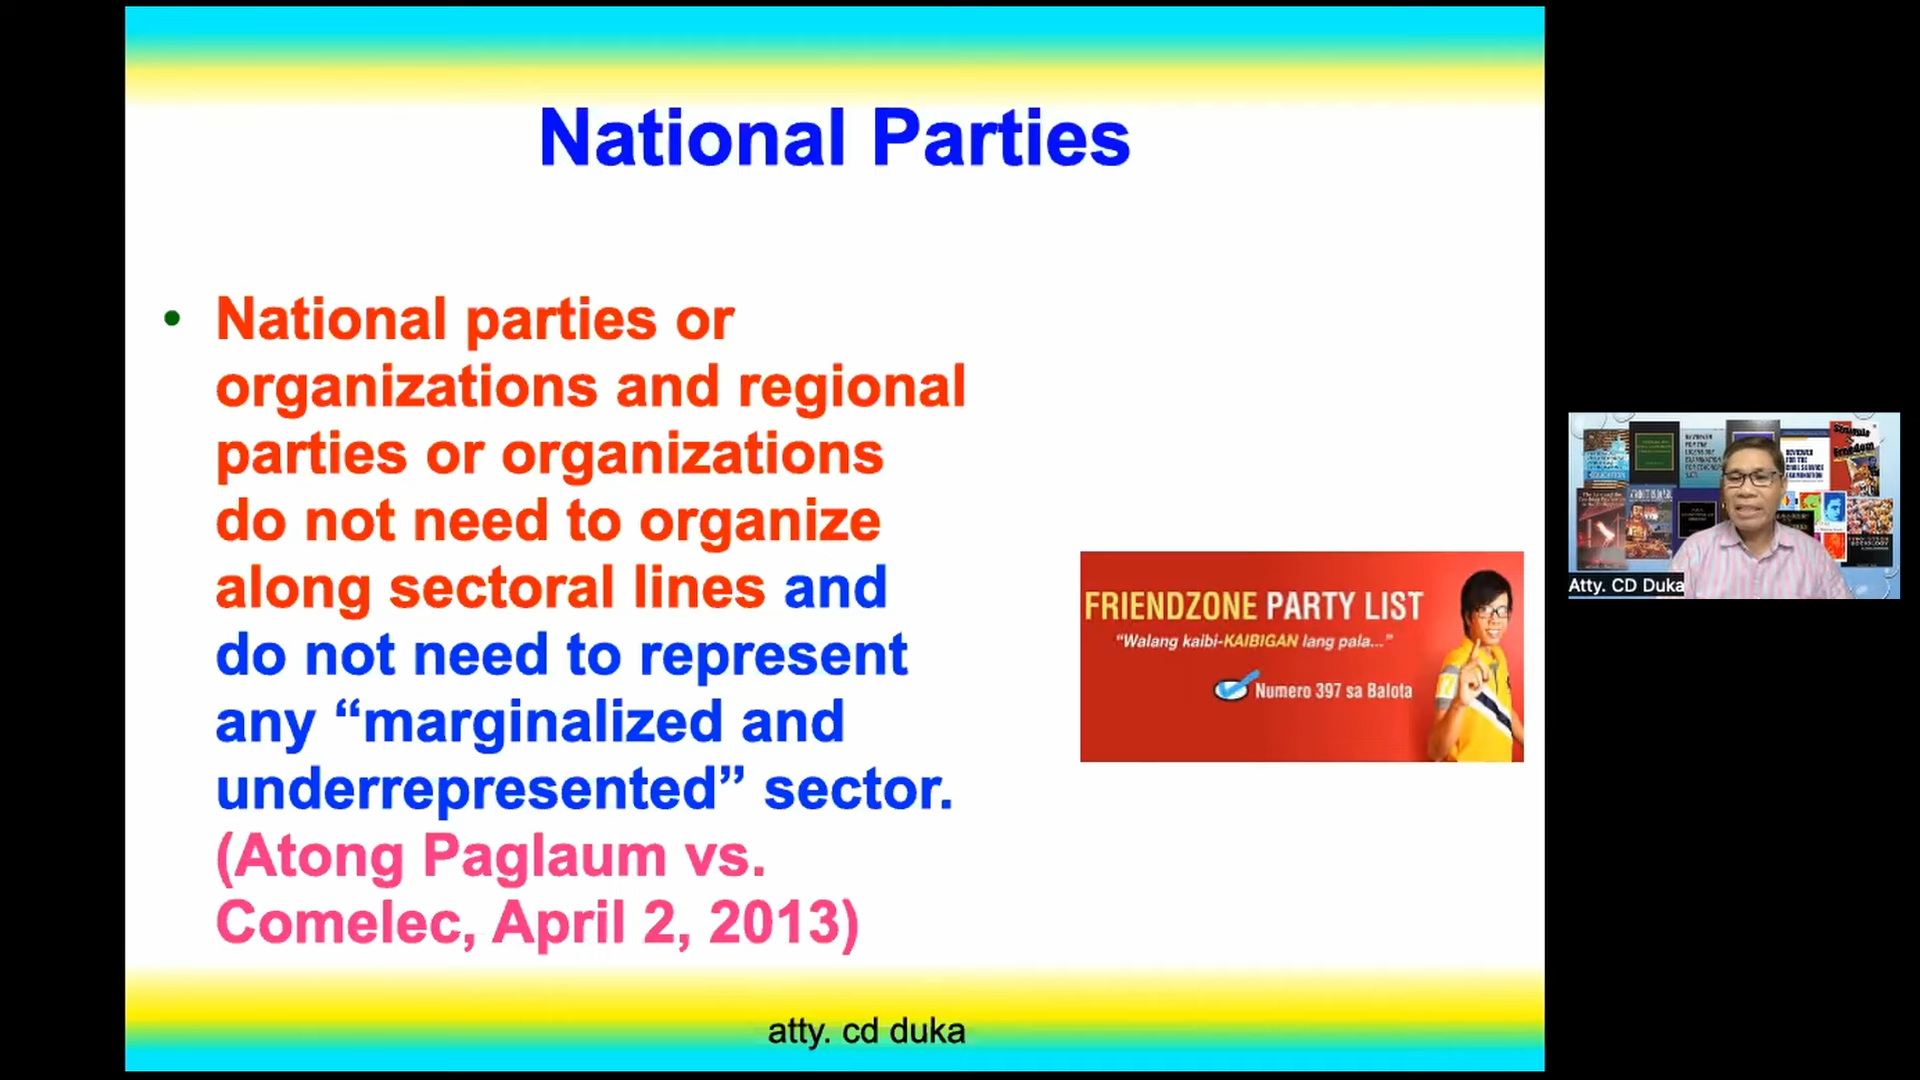 National Parties
• National parties or
organizations and regional
parties or organizations
do not need to organize
along sectoral lines and
do not need to represent
any “marginalized and
underrepresented” sector.
(Atong Paglaum vs.
Comelec, April 2, 2013)
FRIENDZONE PARTY LIST
“Walang kaibi-KAIBIGAN lang pala...”
Numero 397 sa Balota
atty. cd duka
Atty. CD Duka